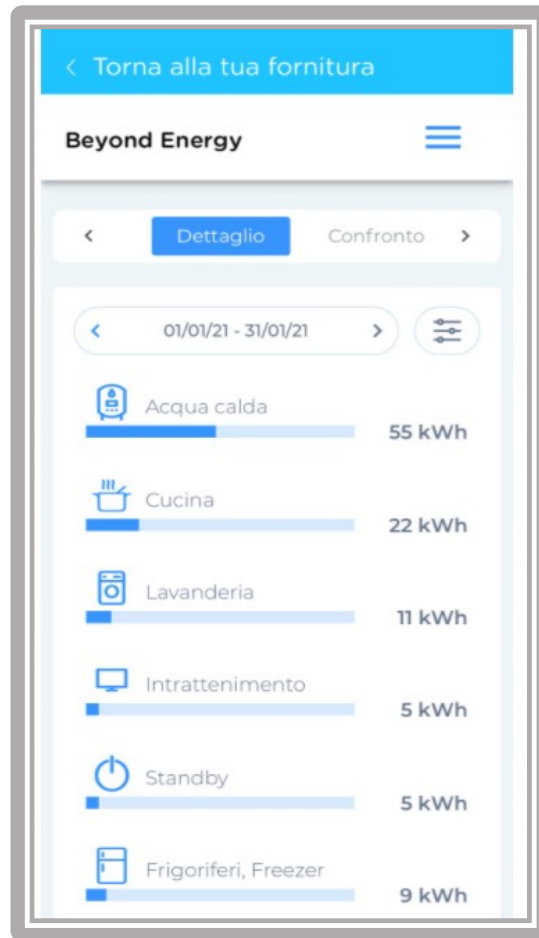 < Torna alla tua fornitura
Beyond Energy
< Dettaglio Confronto >
< 01/01/21 - 31/01/21 >
Acqua calda
55 kWh
Cucina
22 kWh
Lavanderia
11 kWh
Intrattenimento
5 kWh
Standby
5 kWh
Frigoriferi, Freezer
9 kWh